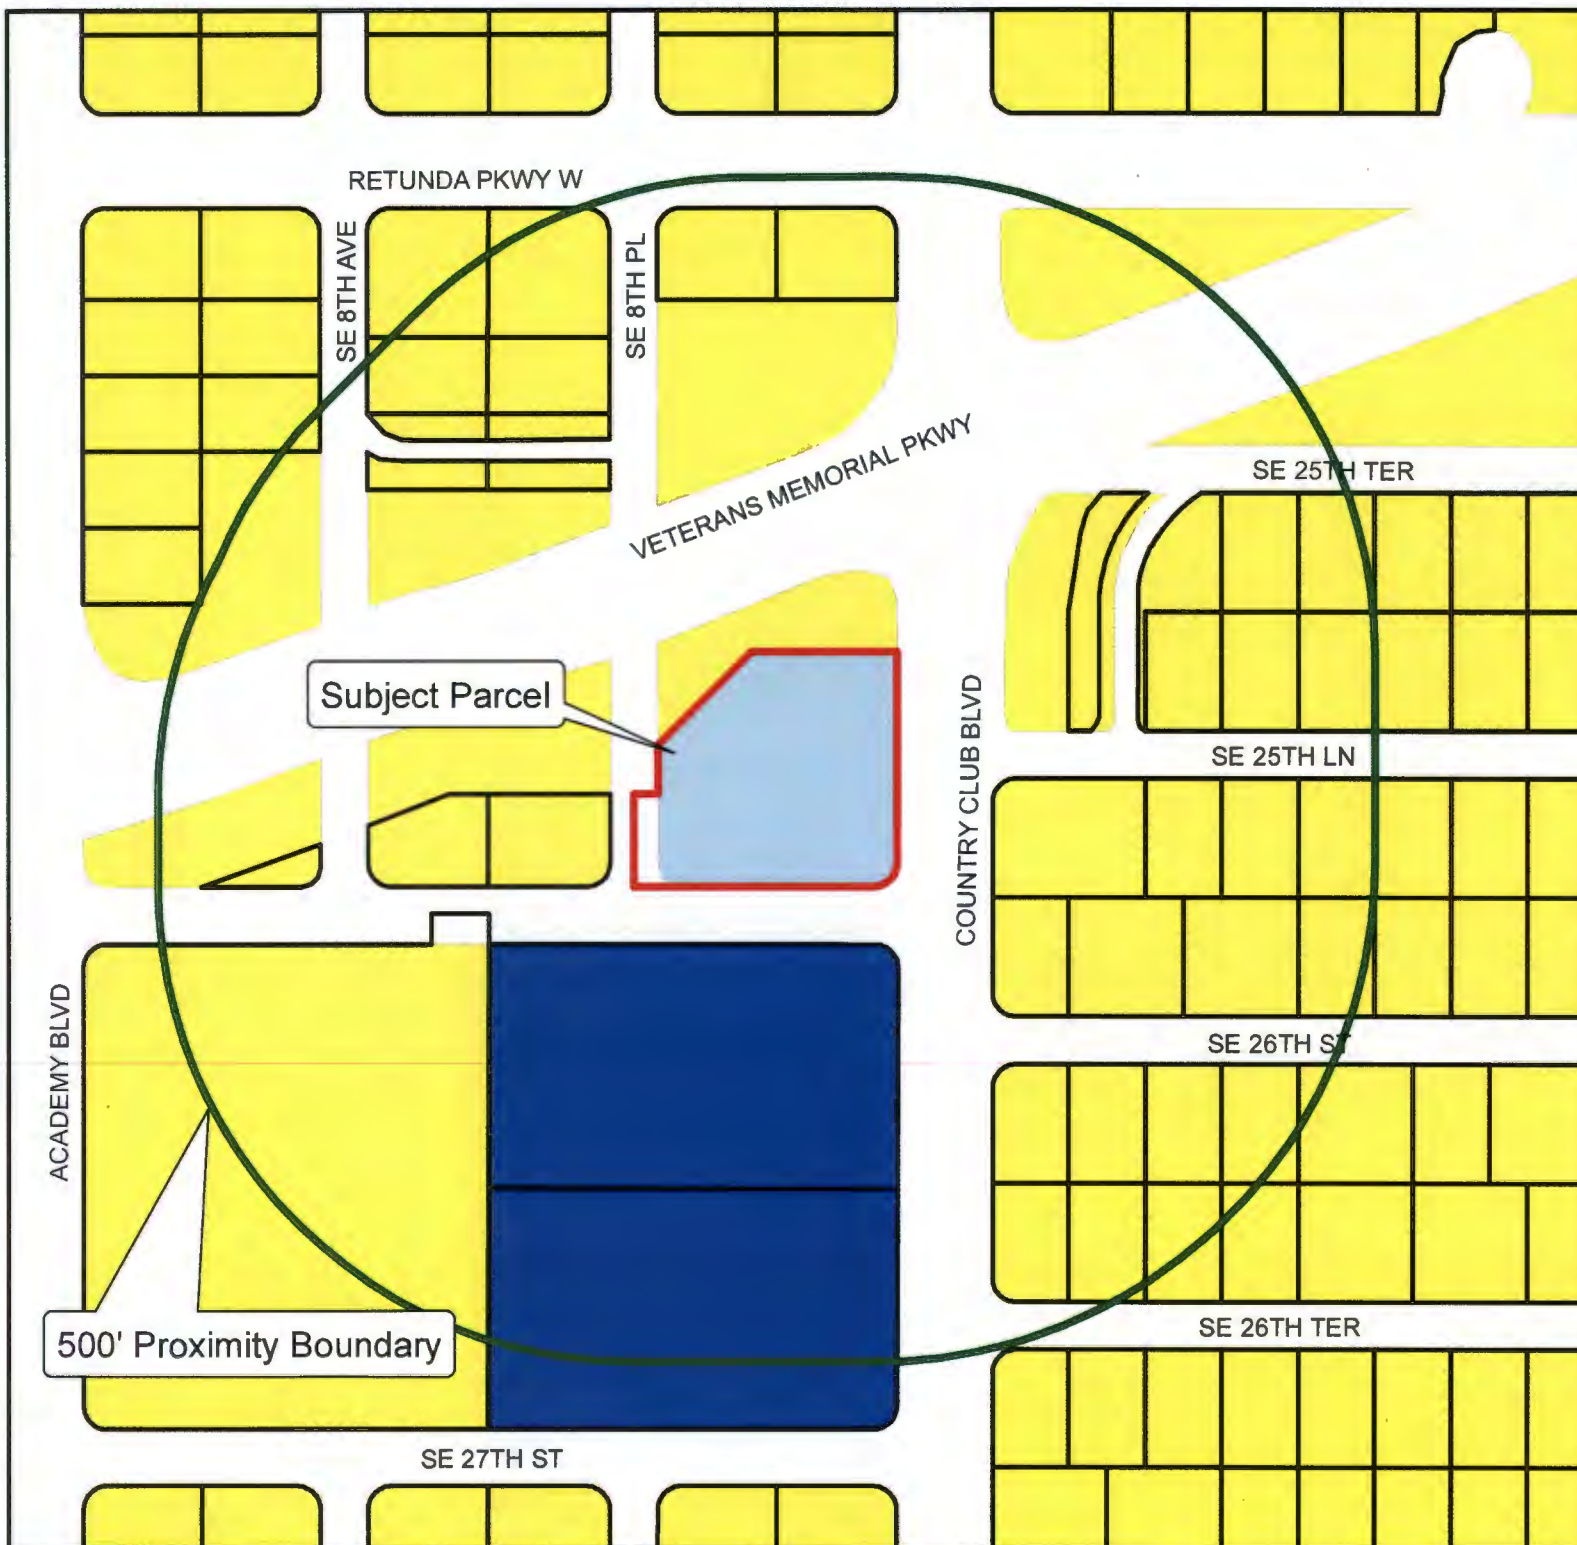 RETUNDA PKWY W
SE 8TH AVE
SE 8TH PL
VETERANS MEMORIAL PKWY
SE 25TH TER
Subject Parcel
COUNTRY CLUB BLVD
SE 25TH LN
ACADEMY BLVD
SE 26TH ST
500' Proximity Boundary
SE 26TH TER
SE 27TH ST